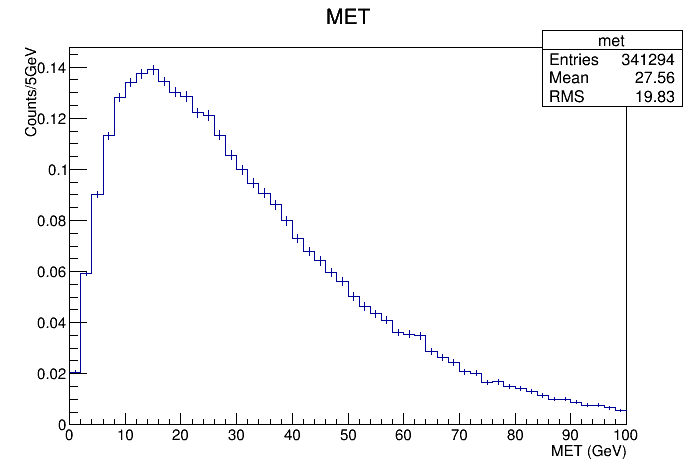 MET
met
Entries 341294
Mean 27.56
RMS 19.83
Counts/5GeV
0.14
0.12
0.1
0.08
0.06
0.04
0.02
0
0 10 20 30 40 50 60 70 80 90 100
MET (GeV)